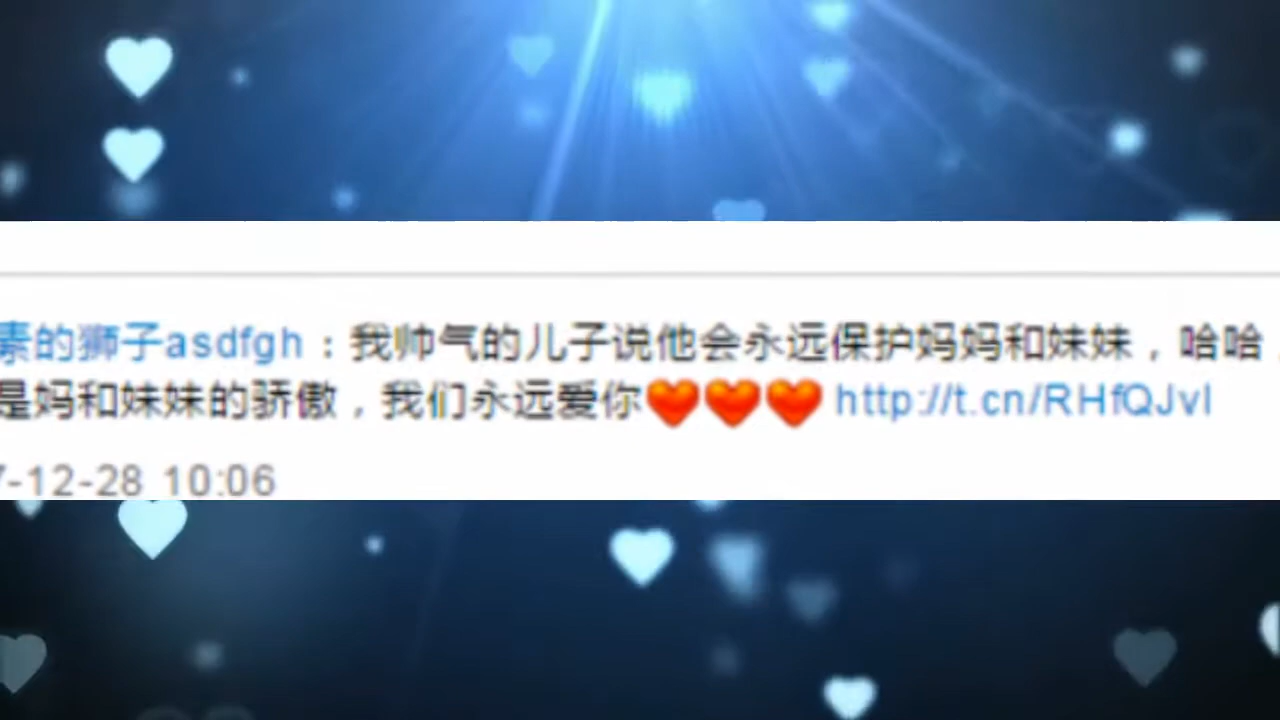 素的狮子asdfgh：我帅气的儿子说他会永远保护妈妈和妹妹，哈哈，
是妈和妹妹的骄傲，我们永远爱你❤❤❤ http://t.cn/RHfQJvl
7-12-28 10:06